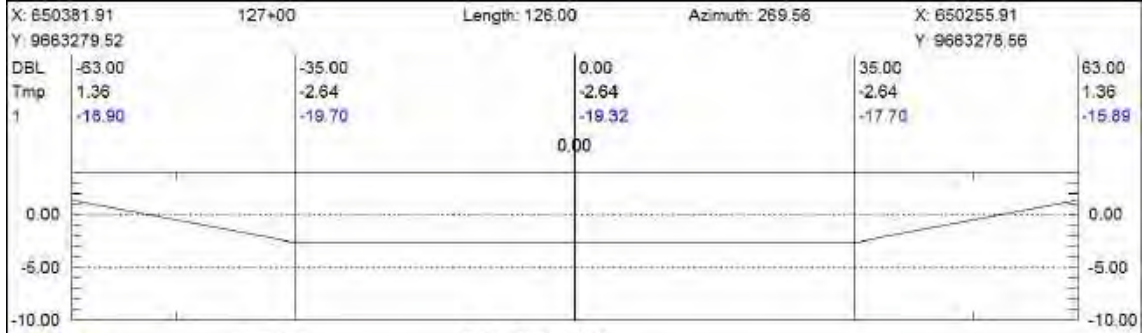 X: 650381.91 127+00 Length: 126.00 Azimuth: 269.56 X: 650255.91
Y: 9663279.52 Y: 9663278.56
DBL -63.00 -35.00 0.00 35.00 63.00
Tmp 1.36 -2.64 -2.64 -2.64 1.36
1 -18.90 -19.70 -19.32 -17.70 -15.89
0.00
0.00 0.00
-5.00 -5.00
-10.00 -10.00